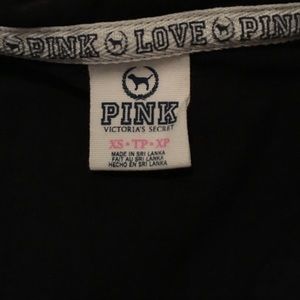 PINK LOVE PINK
PINK
VICTORIA'S SECRET
XS • TP • XP
MADE IN SRI LANKA
FAIT AU SRI LANKA
HECHO EN SRI LANKA